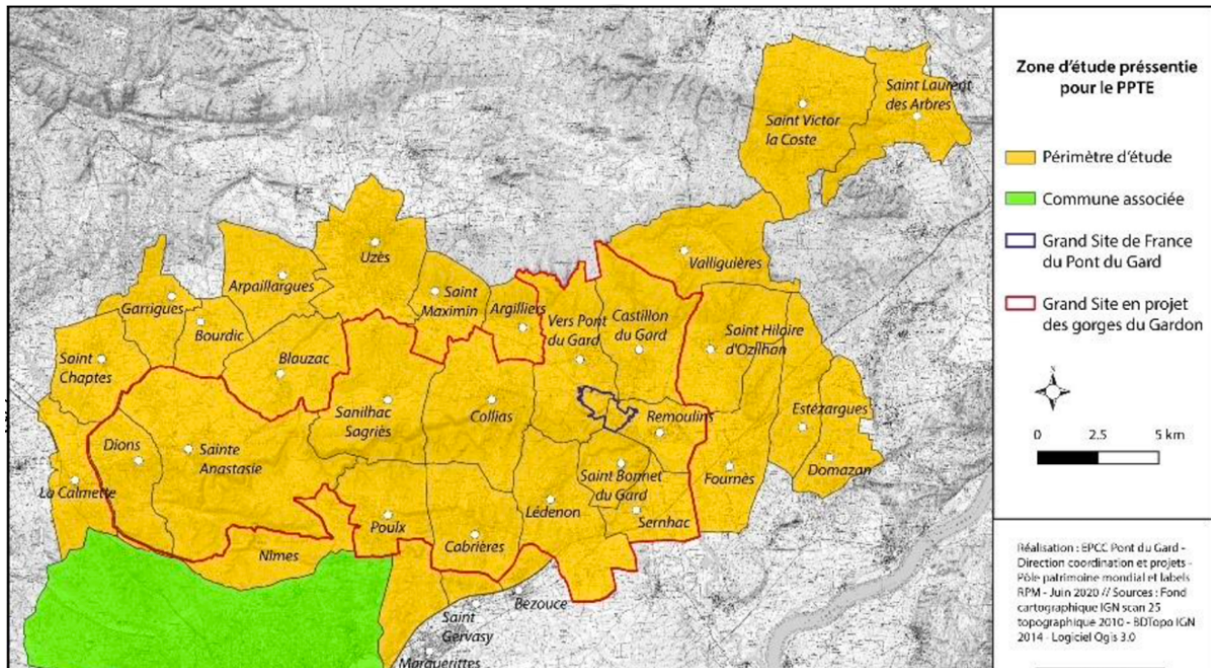 Saint Laurent
des Arbres
Saint Victor
la Coste
Valliguières
Uzès
Arpaillargues
Saint
Maximin
Argilliers
Garrigues
Bourdic
Vers Pont
du Gard
Castillon
du Gard
Saint Hilaire
d'Ozilhon
Saint
Chaptes
Blauzac
Sanilhac
Sagriès
Collias
Remoulins
Estézargues
Dions
Sainte
Anastasie
Domazan
La Calmette
Saint Bonnet
du Gard
Fournès
Poulx
Lédenon
Sernhac
Cabrières
Nîmes
Bezouce
Saint
Gervasy
Marguerittes
Zone d'étude préssentie
pour le PPTE
Périmètre d'étude
Commune associée
Grand Site de France
du Pont du Gard
Grand Site en projet
des gorges du Gardon
N
0 2.5 5 km
Réalisation : EPCC Pont du Gard -
Direction coordination et projets -
Pôle patrimoine mondial et labels
RPM - Juin 2020 // Sources : Fond
cartographique IGN scan 25
topographique 2010 - BDTopo IGN
2014 - Logiciel Qgis 3.0